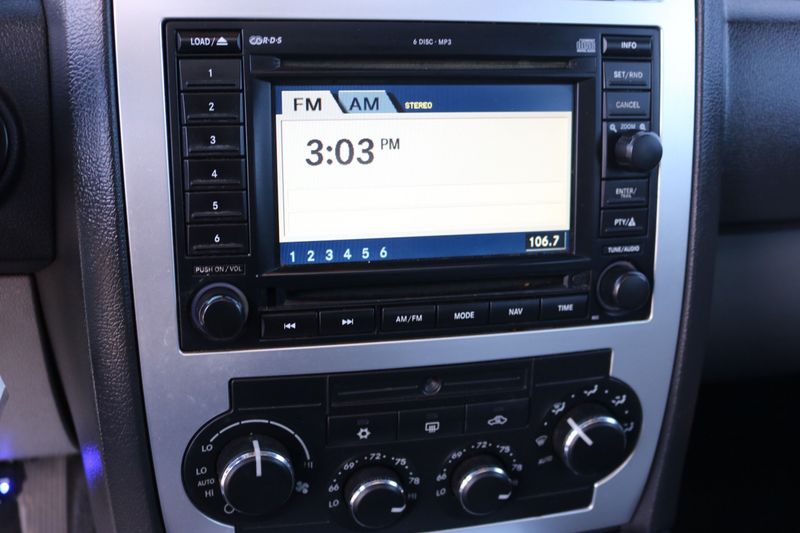 LOAD/ R·D·S 6 DISC · MP3 INFO
1
2
3
4
5
6
FM AM STEREO
3:03 PM
1 2 3 4 5 6 106.7
SET/RND
CANCEL
ZOOM
ENTER/
PTY/
TUNE/AUDIO
PUSH ON/VOL
AM/FM MODE NAV TIME
LO
LO
AUTO
HI
HI
66 69 72 75 78
LO HI
66 69 72 75 78
LO HI
AUTO